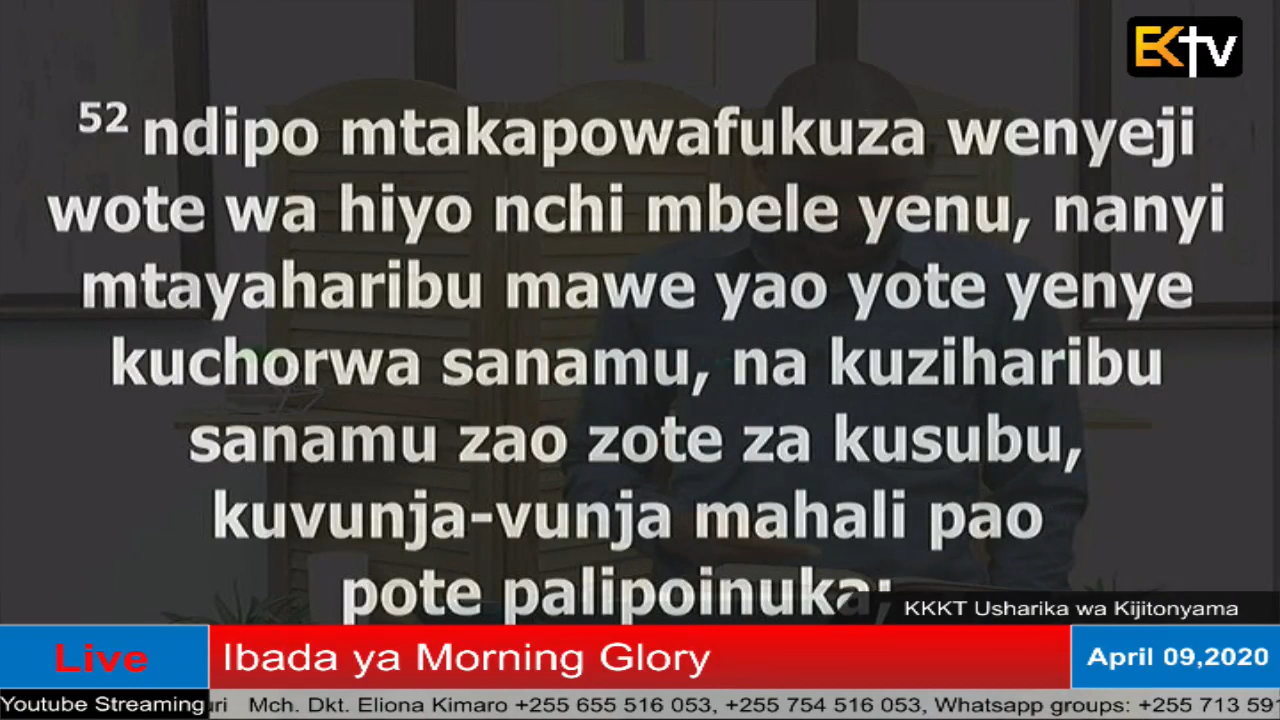 EKtv
52 ndipo mtakapowafukuza wenyeji
wote wa hiyo nchi mbele yenu, nanyi
mtayaharibu mawe yao yote yenye
kuchorwa sanamu, na kuziharibu
sanamu zao zote za kusubu,
kuvunja-vunja mahali pao
pote palipoinuka;
KKKT Usharika wa Kijitonyama
Live
Ibada ya Morning Glory
April 09,2020
Youtube Streaming
Mch. Dkt. Eliona Kimaro +255 655 516 053, +255 754 516 053, Whatsapp groups: +255 713 59